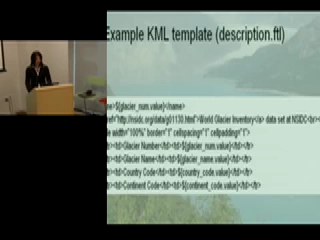 Example KML template (description.ftl)
me>${glacier_num.value}</name>
href="http://nsidc.org/data/g01130.html">World Glacier Inventory</a> data set at NSIDC<br><
le width="100%" border="1" cellspacing="1" cellpadding="1">
<td>Glacier Number</td><td>${glacier_num.value}</td></tr>
<td>Glacier Name</td><td>${glacier_name.value}</td></tr>
<td>Country Code</td><td>${country_code.value}</td></tr>
<td>Continent Code</td><td>${continent_code.value}</td></tr>